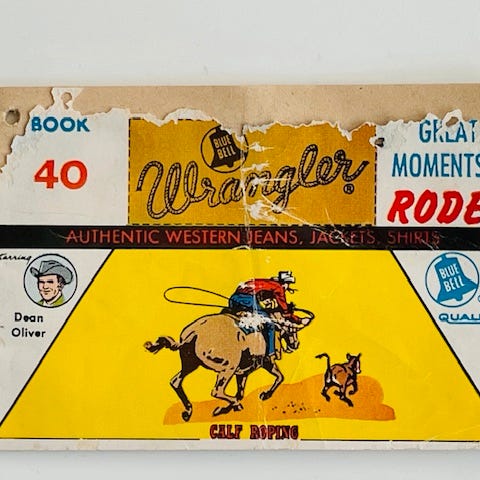 BOOK
40
BLUE
BELL
Wrangler®
GREAT
MOMENTS
RODE
AUTHENTIC WESTERN JEANS, JACKETS, SHIRTS
tarring
Dean
Oliver
BLUE
BELL
®
QUAL
CALF ROPING